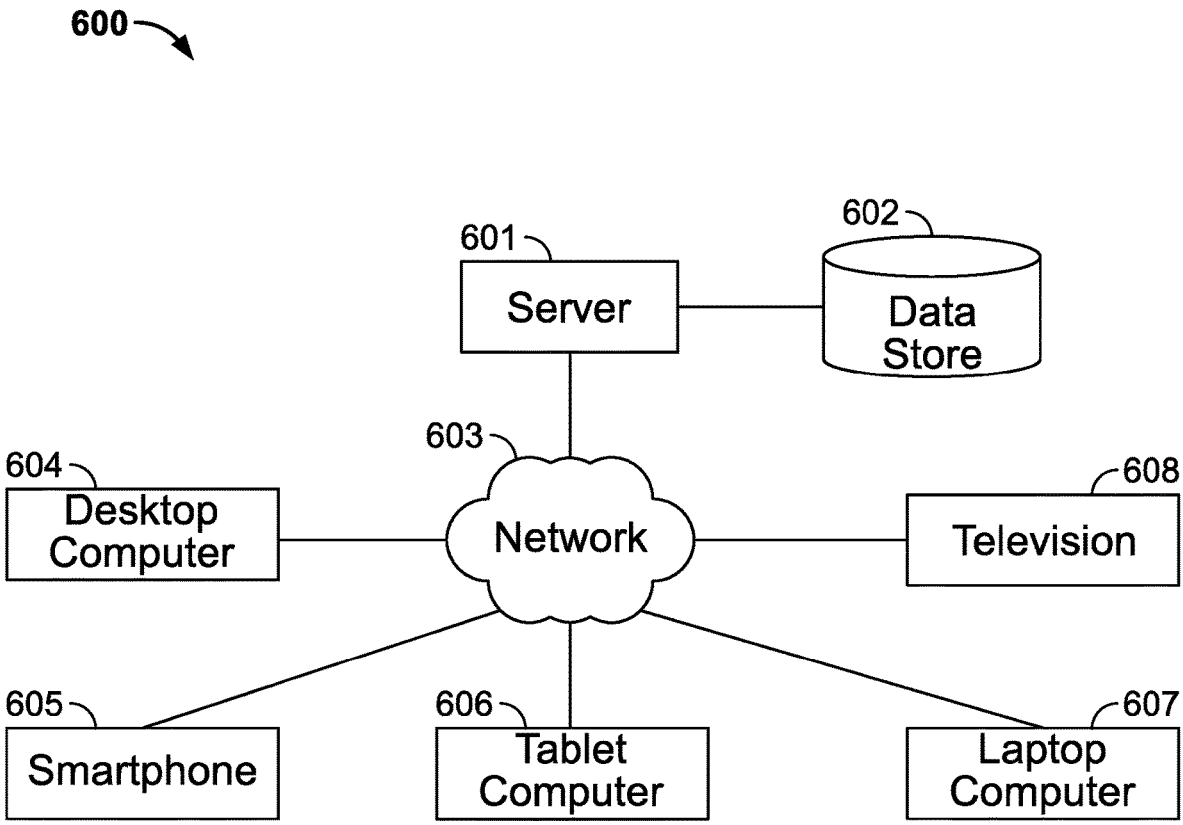 600
601
Server
602
Data
Store
603
Network
604
Desktop
Computer
608
Television
605
Smartphone
606
Tablet
Computer
607
Laptop
Computer